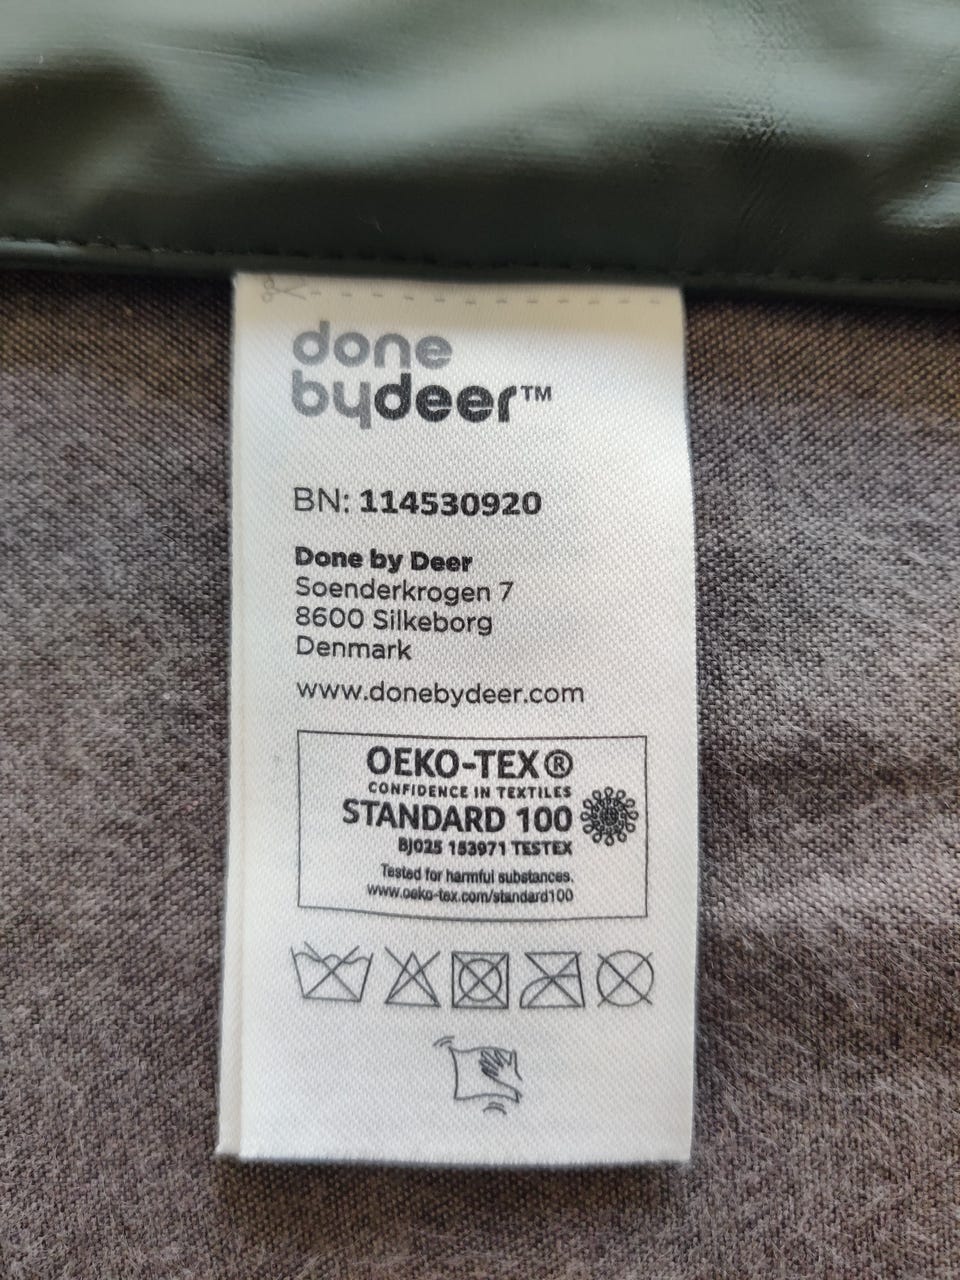 done
bydeer™
BN: 114530920
Done by Deer
Soenderkrogen 7
8600 Silkeborg
Denmark
www.donebydeer.com
OEKO-TEX®
CONFIDENCE IN TEXTILES
STANDARD 100
BJ025 153971 TESTEX
Tested for harmful substances.
www.oeko-tex.com/standard100